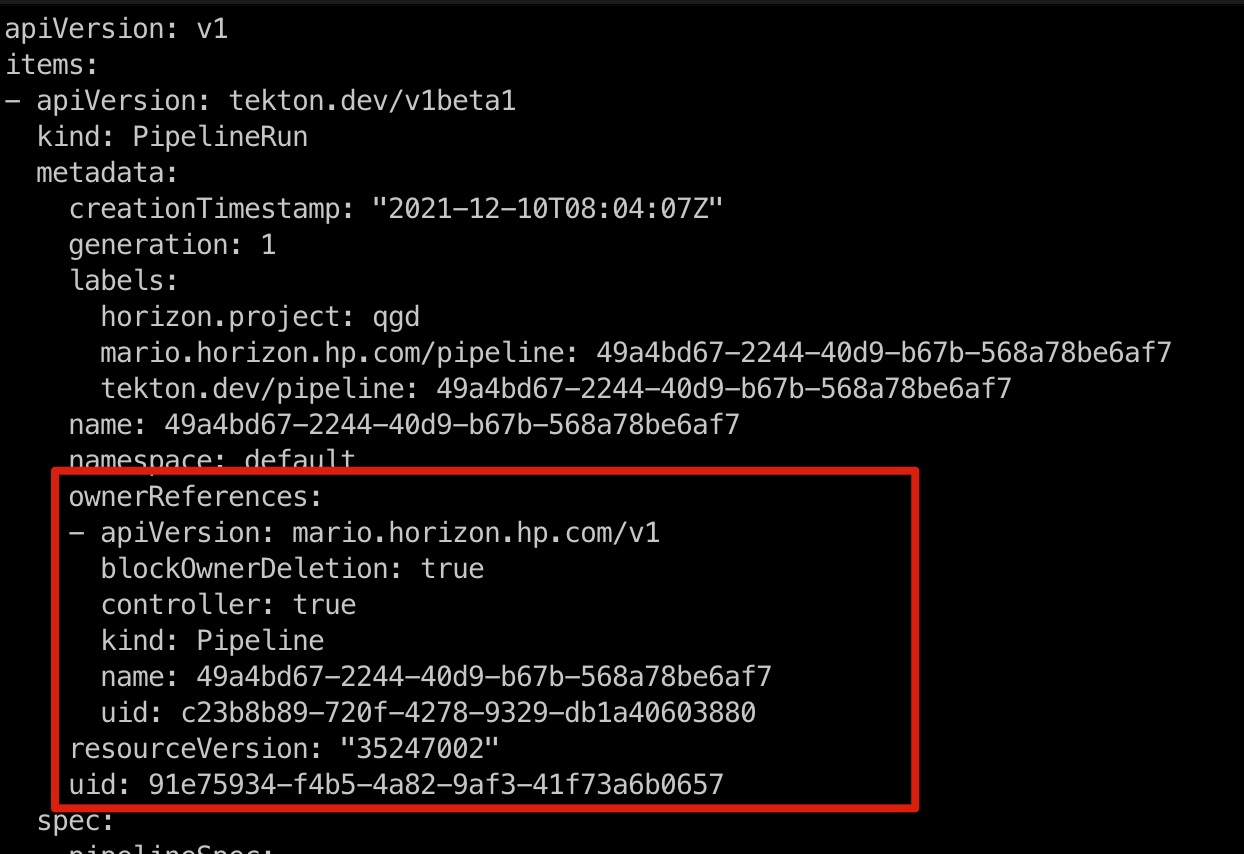 apiVersion: v1
items:
- apiVersion: tekton.dev/v1beta1
  kind: PipelineRun
  metadata:
    creationTimestamp: "2021-12-10T08:04:07Z"
    generation: 1
    labels:
      horizon.project: qgd
      mario.horizon.hp.com/pipeline: 49a4bd67-2244-40d9-b67b-568a78be6af7
      tekton.dev/pipeline: 49a4bd67-2244-40d9-b67b-568a78be6af7
    name: 49a4bd67-2244-40d9-b67b-568a78be6af7
    namespace: default
    ownerReferences:
    - apiVersion: mario.horizon.hp.com/v1
      blockOwnerDeletion: true
      controller: true
      kind: Pipeline
      name: 49a4bd67-2244-40d9-b67b-568a78be6af7
      uid: c23b8b89-720f-4278-9329-db1a40603880
    resourceVersion: "35247002"
    uid: 91e75934-f4b5-4a82-9af3-41f73a6b0657
  spec:
    pipelineSpec: